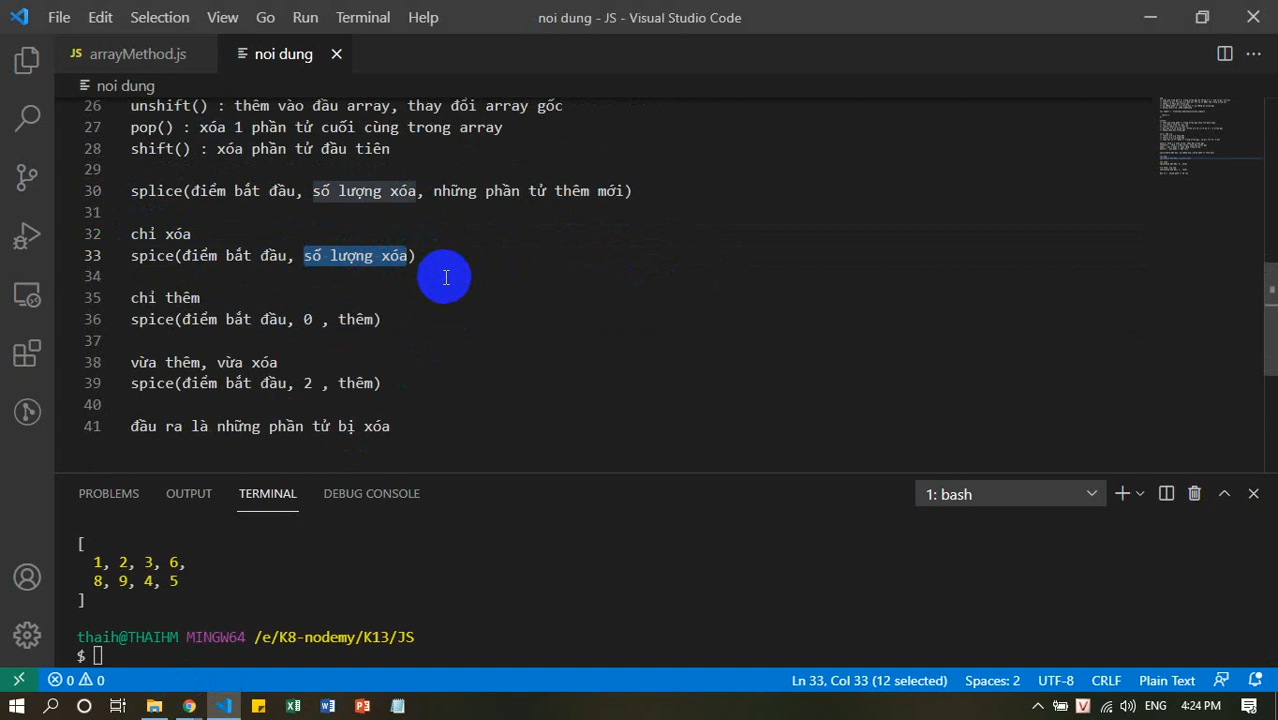 File Edit Selection View Go Run Terminal Help noi dung - JS - Visual Studio Code
JS arrayMethod.js noi dung
noi dung
26 unshift() : thêm vào đầu array, thay đổi array gốc
27 pop() : xóa 1 phần tử cuối cùng trong array
28 shift() : xóa phần tử đầu tiên
29
30 splice(điểm bắt đầu, số lượng xóa, những phần tử thêm mới)
31
32 chỉ xóa
33 spice(điểm bắt đầu, số lượng xóa)
34
35 chỉ thêm
36 spice(điểm bắt đầu, 0 , thêm)
37
38 vừa thêm, vừa xóa
39 spice(điểm bắt đầu, 2 , thêm)
40
41 đầu ra là những phần tử bị xóa
PROBLEMS OUTPUT TERMINAL DEBUG CONSOLE 1: bash
[
1, 2, 3, 6,
8, 9, 4, 5
]
thaih@THAIHM MINGW64 /e/K8-nodemy/K13/JS
$
0 0 Ln 33, Col 33 (12 selected) Spaces: 2 UTF-8 CRLF Plain Text
V ENG 4:24 PM